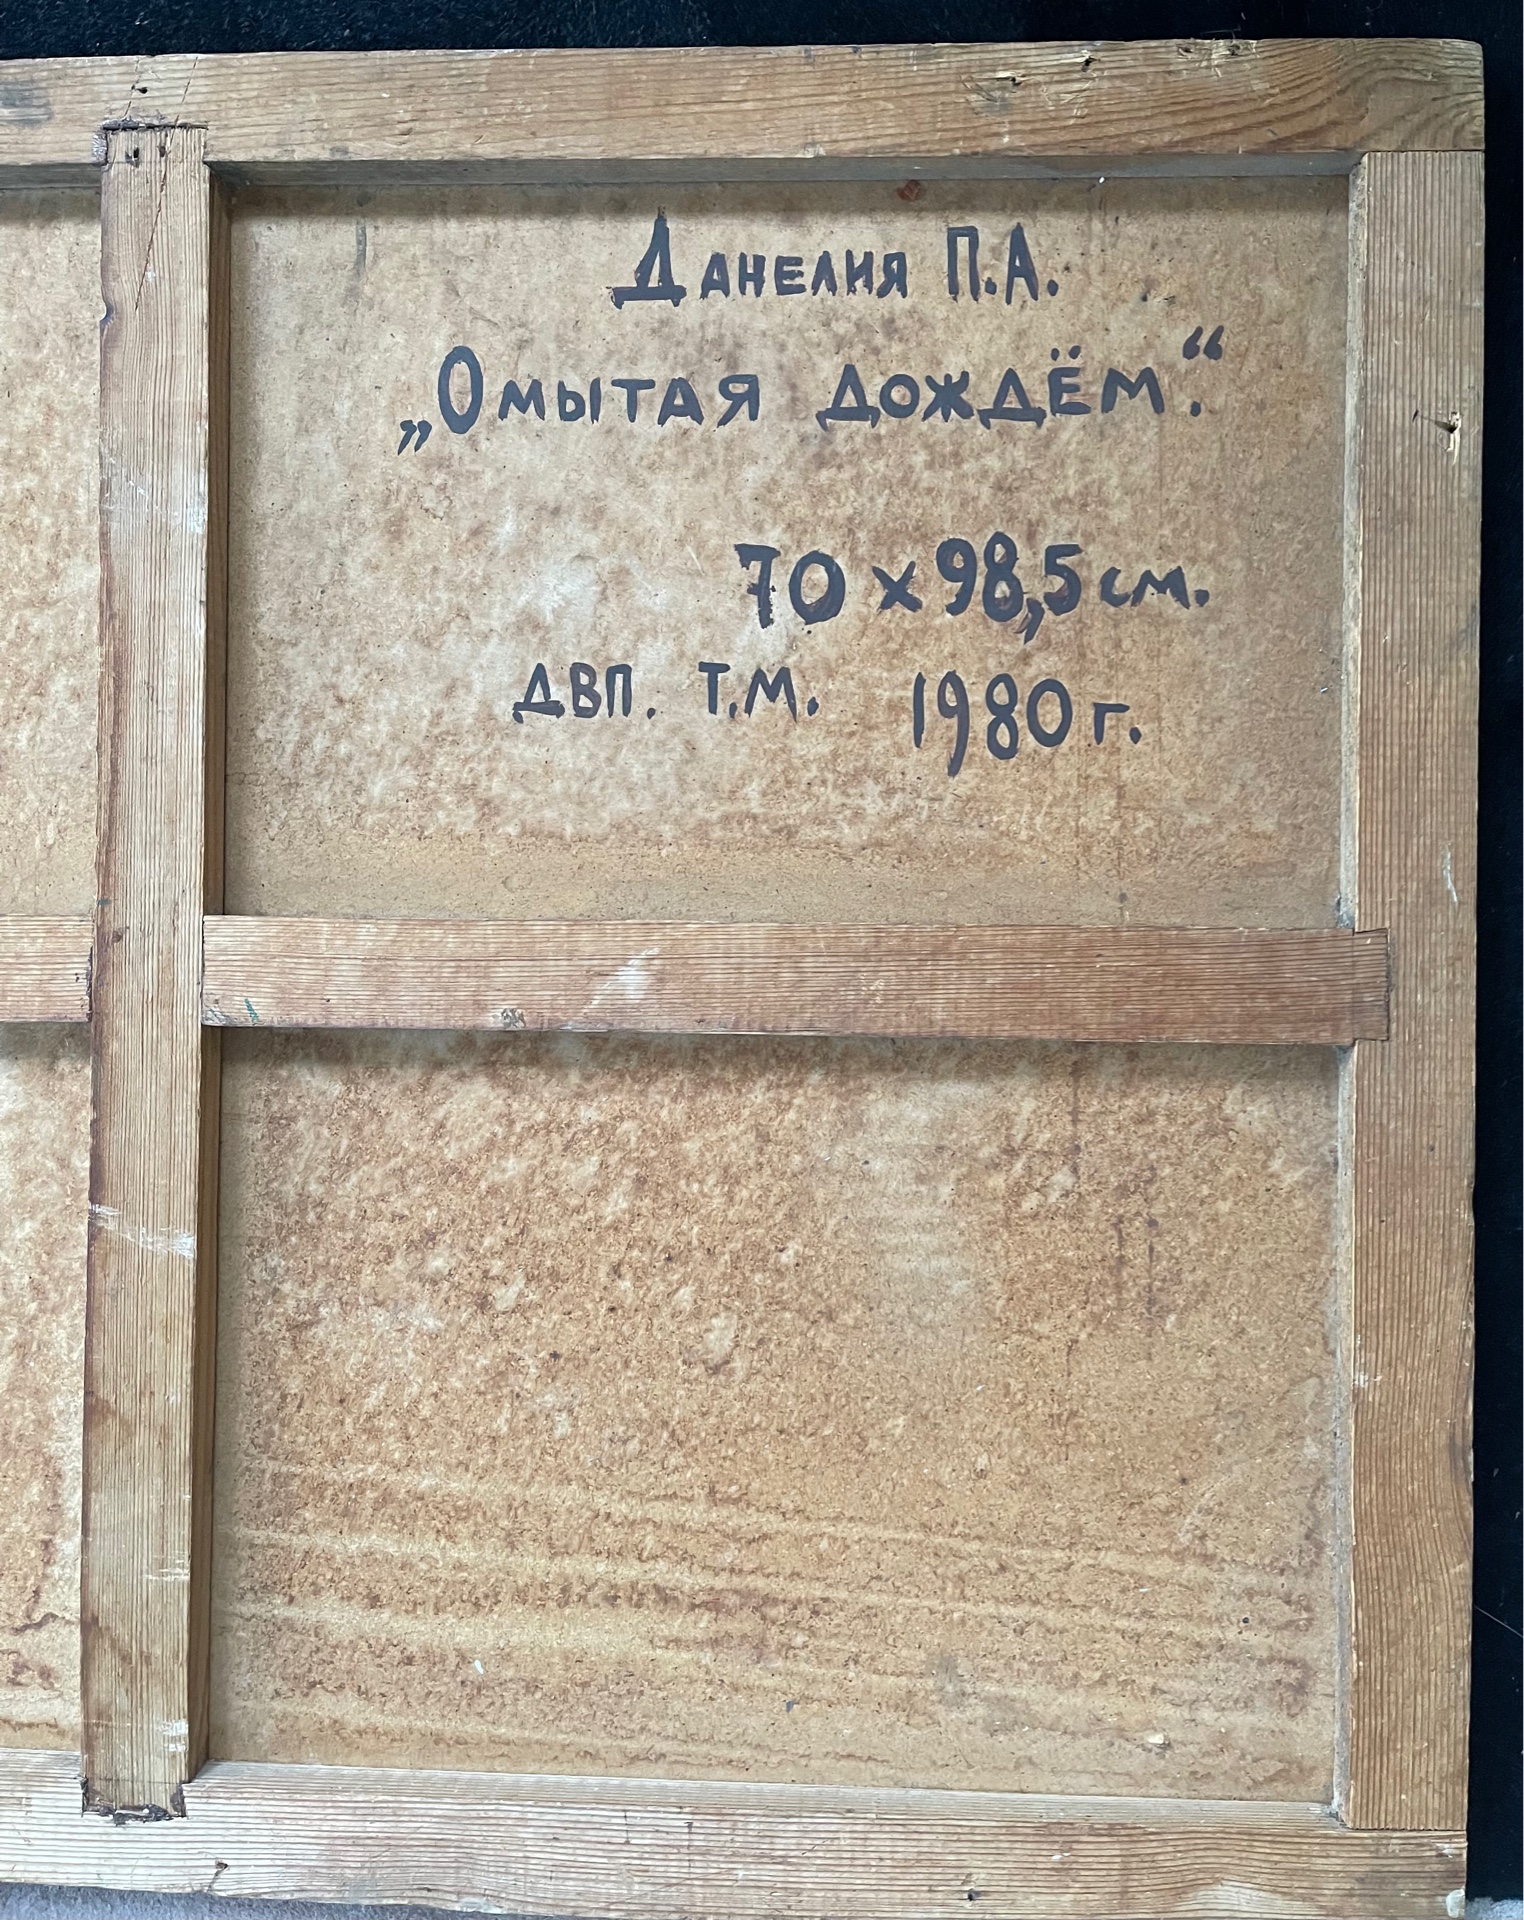 Данелия П.А.
„Омытая дождём.“
70 х 98,5 см.
ДВП. Т.М. 1980 г.